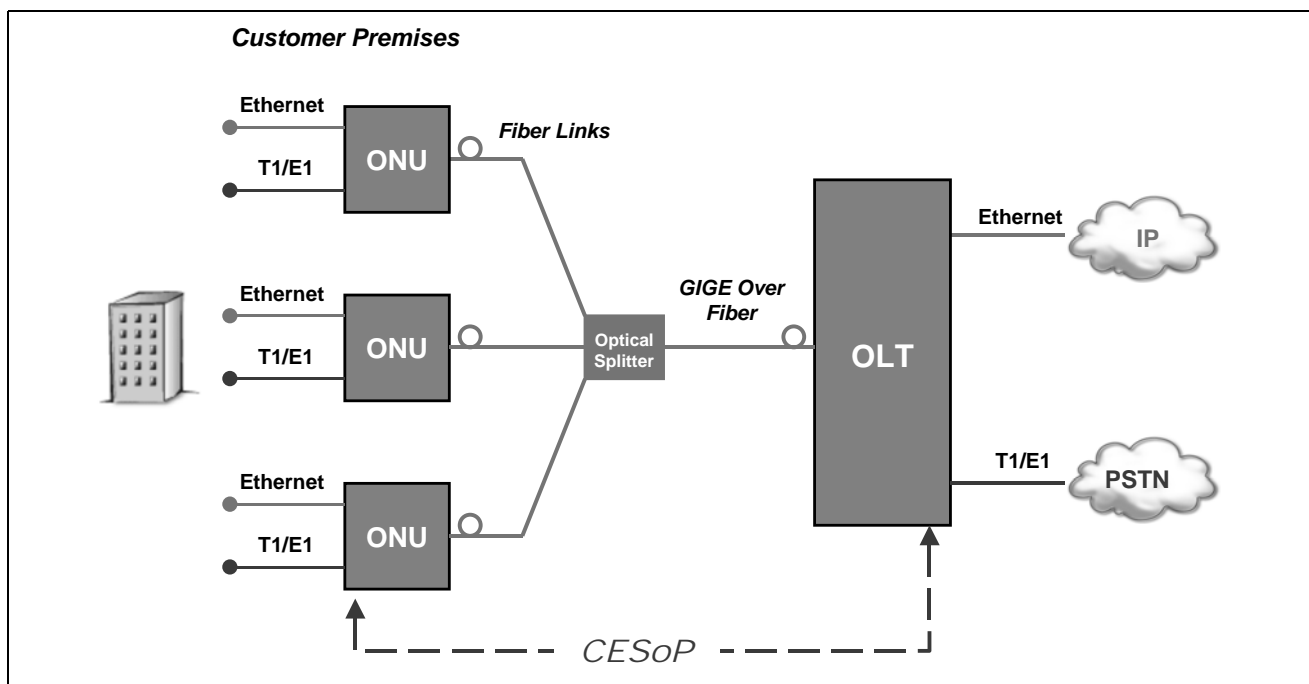 Customer Premises
Ethernet
T1/E1
ONU
Fiber Links
Ethernet
T1/E1
ONU
Ethernet
T1/E1
ONU
Optical
Splitter
GIGE Over
Fiber
OLT
Ethernet
IP
T1/E1
PSTN
CESoP